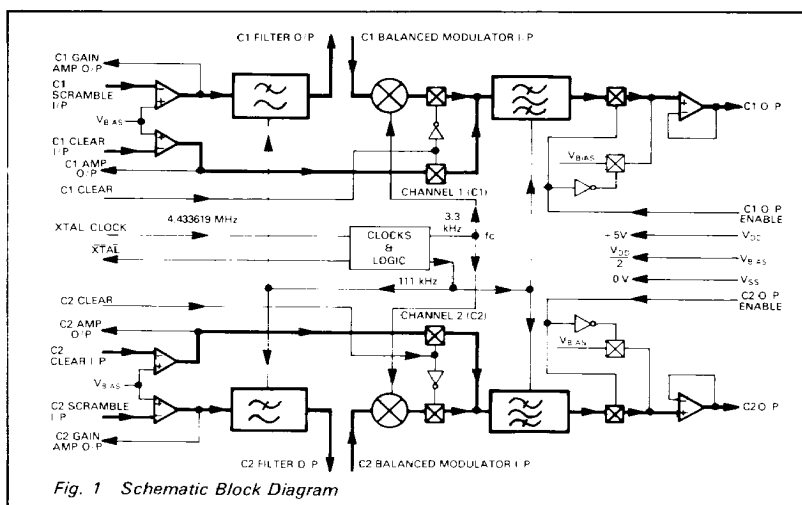 C1 FILTER O/P
C1 BALANCED MODULATOR I/P
C1 GAIN
AMP O/P
C1
SCRAMBLE
I/P
VBIAS
C1 CLEAR
I/P
C1 AMP
O/P
C1 CLEAR
CHANNEL 1 (C1)
C1 O P
VBIAS
C1 O P
ENABLE
XTAL CLOCK
4.433619 MHz
XTAL
CLOCKS
&
LOGIC
3.3
kHz
fc
+5V
VDD
VDD
2
VBIAS
0V
VSS
111 kHz
C2 CLEAR
CHANNEL 2 (C2)
C2 O P
ENABLE
C2 AMP
O/P
C2
CLEAR I P
VBIAS
VBIAS
C2 SCRAMBLE
I P
C2 GAIN
AMP O/P
C2 O P
C2 FILTER O P
C2 BALANCED MODULATOR I P
Fig. 1 Schematic Block Diagram